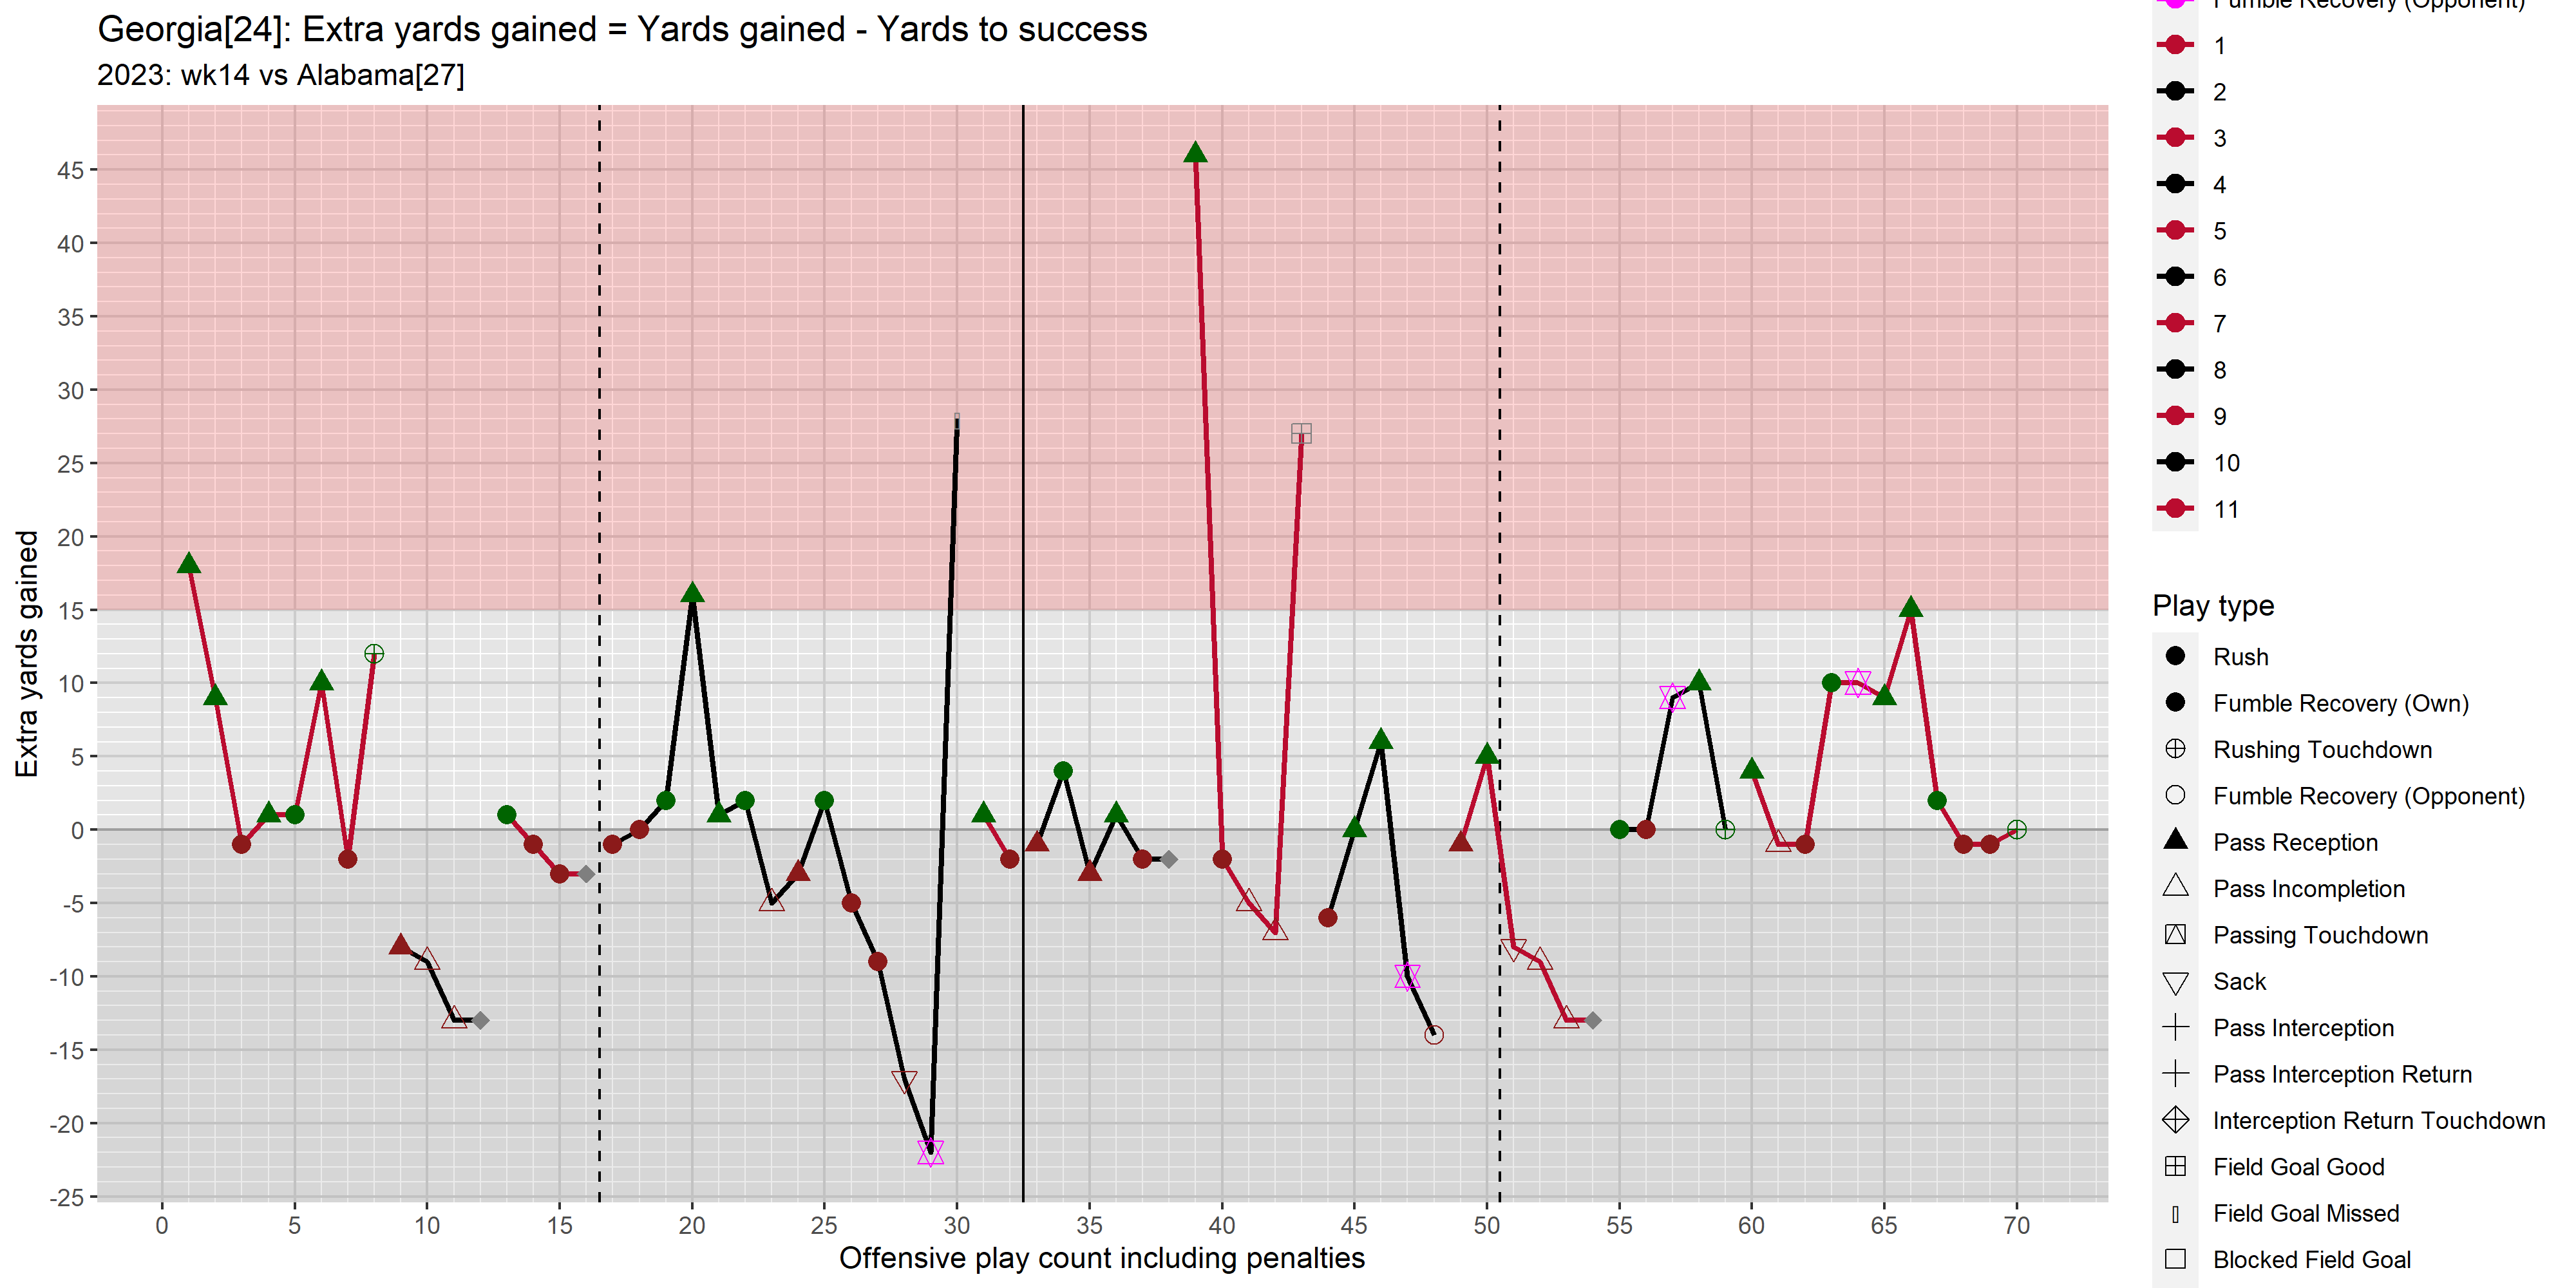 Georgia[24]: Extra yards gained = Yards gained - Yards to success
2023: wk14 vs Alabama[27]
Extra yards gained
45
40
35
30
25
20
15
10
5
0
-5
-10
-15
-20
-25
0 5 10 15 20 25 30 35 40 45 50 55 60 65 70
Offensive play count including penalties
Fumble Recovery (Opponent)
1
2
3
4
5
6
7
8
9
10
11
Play type
Rush
Fumble Recovery (Own)
Rushing Touchdown
Fumble Recovery (Opponent)
Pass Reception
Pass Incompletion
Passing Touchdown
Sack
Pass Interception
Pass Interception Return
Interception Return Touchdown
Field Goal Good
Field Goal Missed
Blocked Field Goal